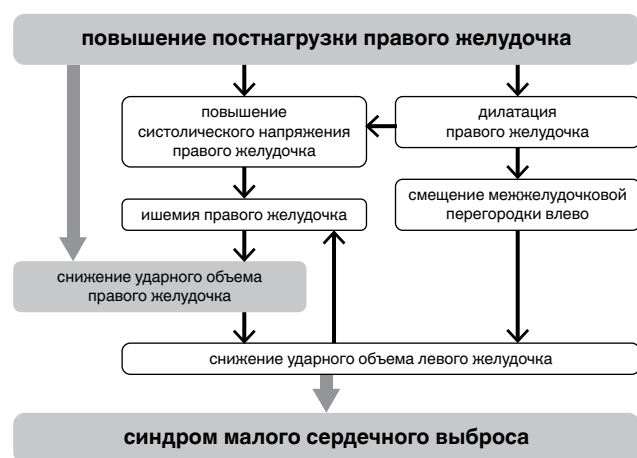 повышение постнагрузки правого желудочка
повышение
систолического напряжения
правого желудочка
дилатация
правого желудочка
ишемия правого желудочка
смещение межжелудочковой
перегородки влево
снижение ударного объема
правого желудочка
снижение ударного объема левого желудочка
синдром малого сердечного выброса